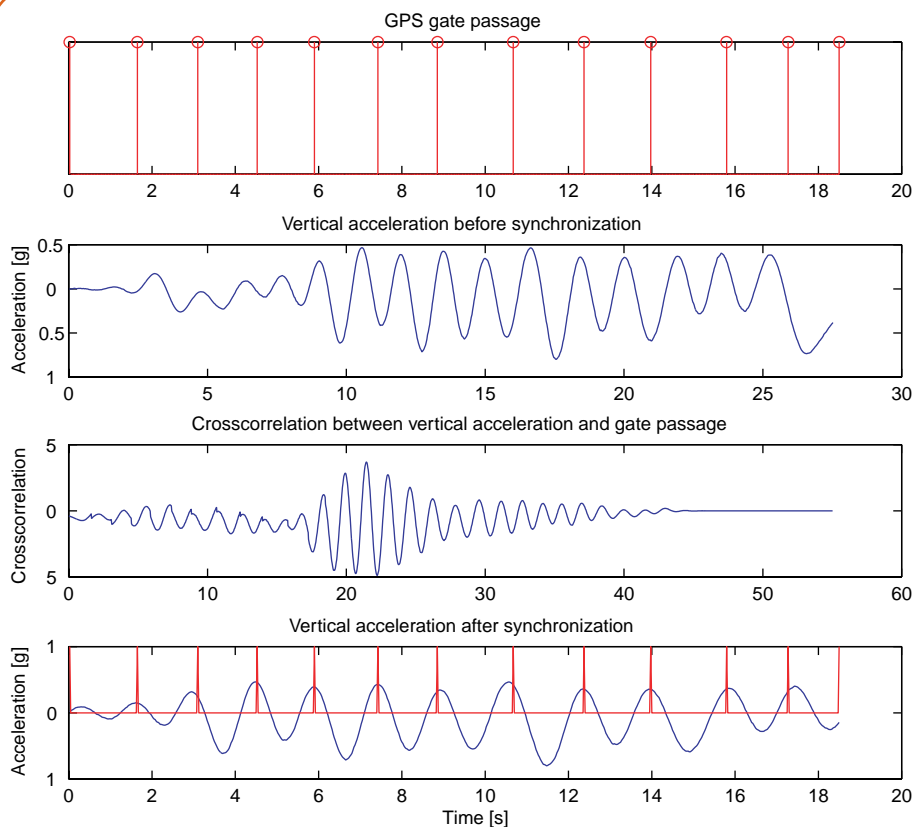 GPS gate passage
0 2 4 6 8 10 12 14 16 18 20
Vertical acceleration before synchronization
Acceleration [g]
0.5
0
0.5
1
0 5 10 15 20 25 30
Crosscorrelation between vertical acceleration and gate passage
Crosscorrelation
5
0
5
0 10 20 30 40 50 60
Vertical acceleration after synchronization
Acceleration [g]
1
0
1
0 2 4 6 8 10 12 14 16 18 20
Time [s]